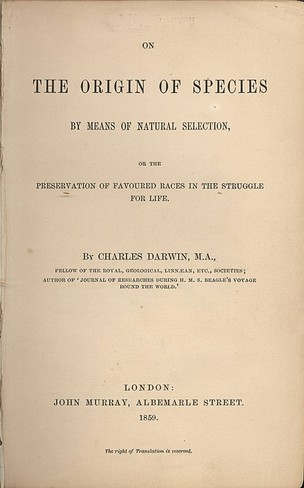 ON
THE ORIGIN OF SPECIES
BY MEANS OF NATURAL SELECTION,
OR THE
PRESERVATION OF FAVOURED RACES IN THE STRUGGLE
FOR LIFE.
BY CHARLES DARWIN, M.A.,
FELLOW OF THE ROYAL, GEOLOGICAL, LINNÆAN, ETC., SOCIETIES;
AUTHOR OF 'JOURNAL OF RESEARCHES DURING H. M. S. BEAGLE'S VOYAGE
ROUND THE WORLD.'
LONDON:
JOHN MURRAY, ALBEMARLE STREET.
1859.
The right of Translation is reserved.